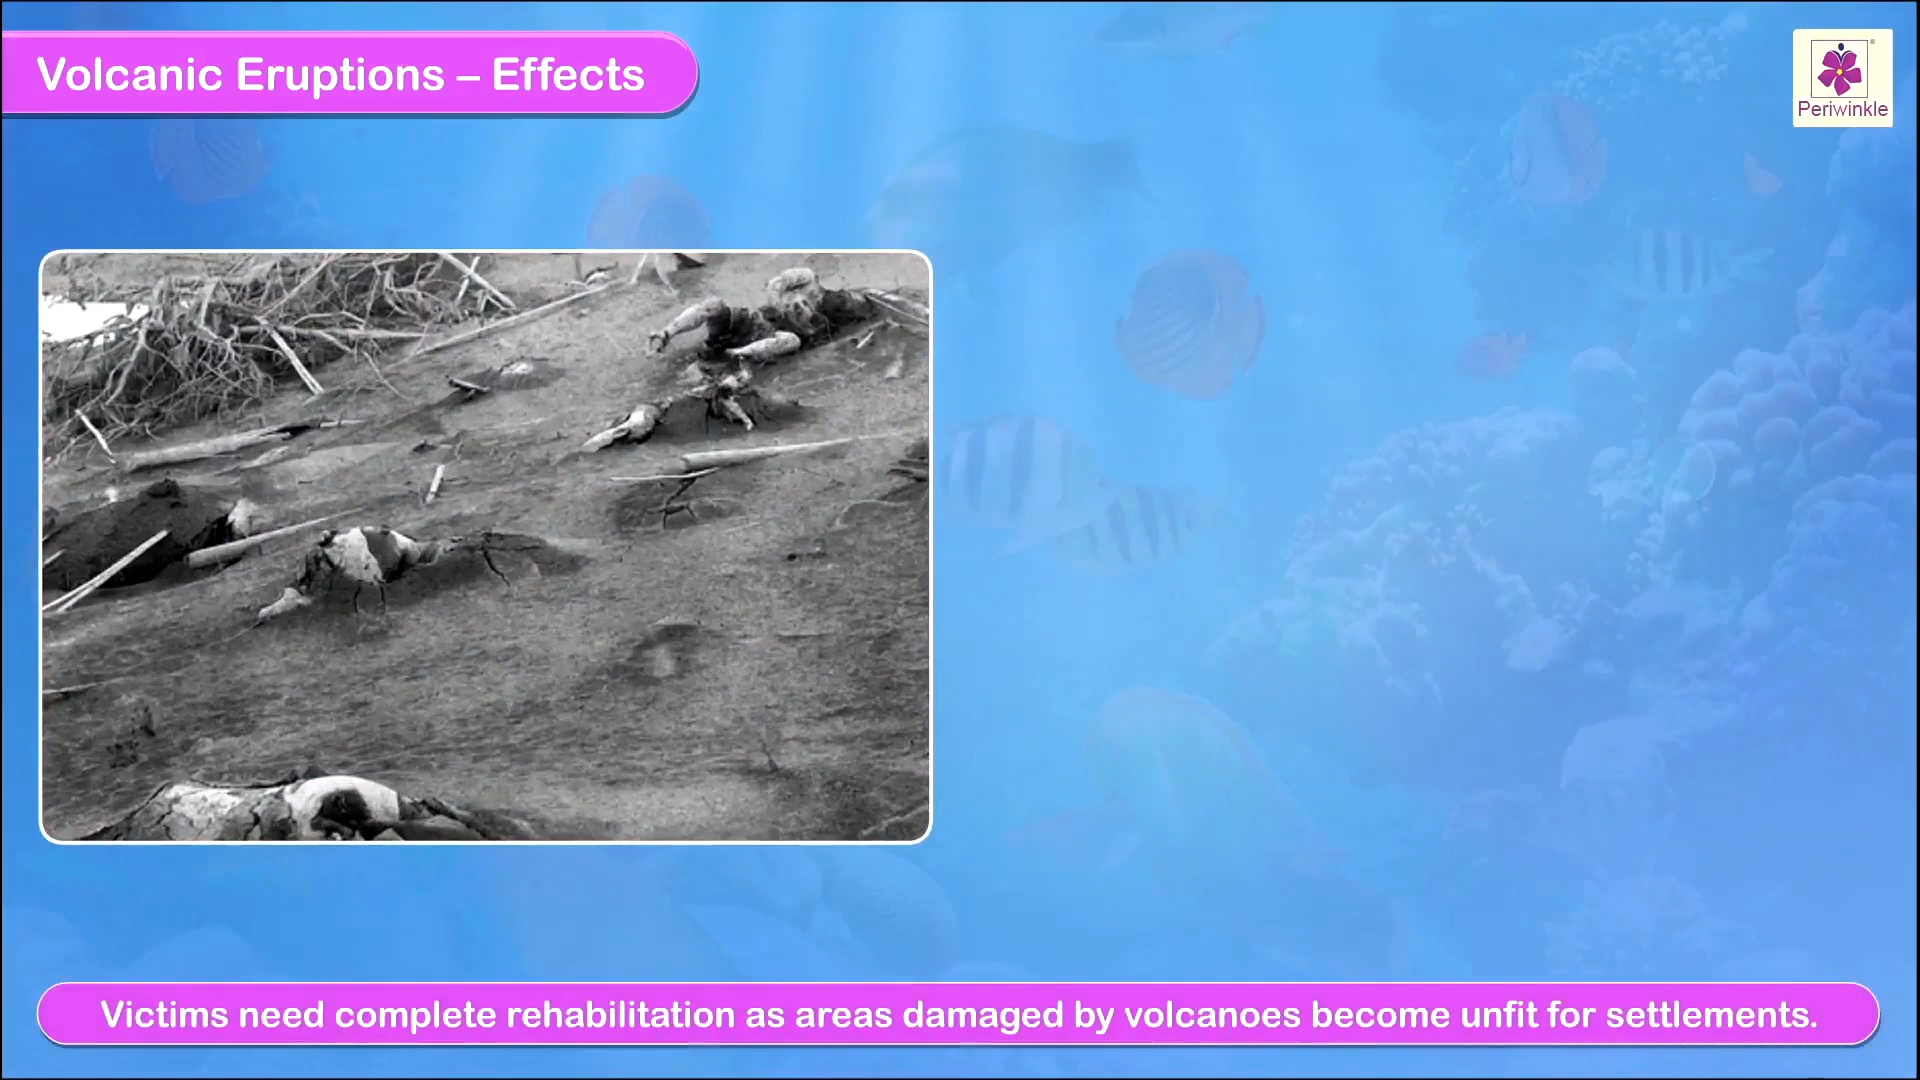 Volcanic Eruptions – Effects
Periwinkle
Victims need complete rehabilitation as areas damaged by volcanoes become unfit for settlements.